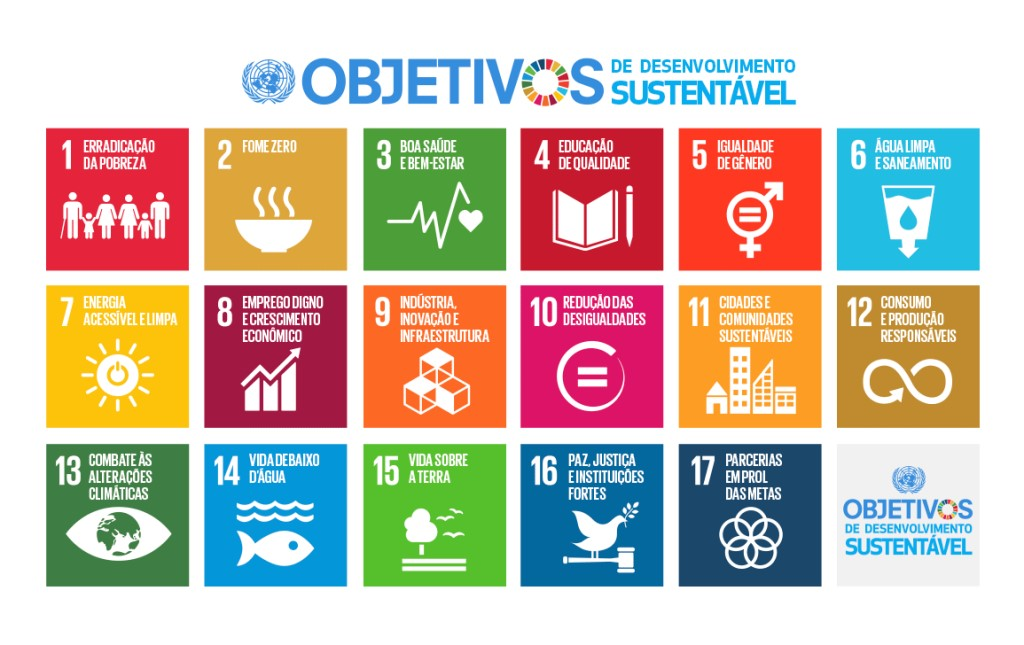 OBJETIVOS DE DESENVOLVIMENTO
SUSTENTÁVEL
1 ERRADICAÇÃO
DA POBREZA
2 FOME ZERO
3 BOA SAÚDE
E BEM-ESTAR
4 EDUCAÇÃO
DE QUALIDADE
5 IGUALDADE
DE GÊNERO
6 ÁGUA LIMPA
E SANEAMENTO
7 ENERGIA
ACESSÍVEL E LIMPA
8 EMPREGO DIGNO
E CRESCIMENTO
ECONÔMICO
9 INDÚSTRIA,
INOVAÇÃO E
INFRAESTRUTURA
10 REDUÇÃO DAS
DESIGUALDADES
11 CIDADES E
COMUNIDADES
SUSTENTÁVEIS
12 CONSUMO
E PRODUÇÃO
RESPONSÁVEIS
13 COMBATE ÀS
ALTERAÇÕES
CLIMÁTICAS
14 VIDA DEBAIXO
D'ÁGUA
15 VIDA SOBRE
A TERRA
16 PAZ, JUSTIÇA
E INSTITUIÇÕES
FORTES
17 PARCERIAS
EM PROL
DAS METAS
OBJETIVOS
DE DESENVOLVIMENTO
SUSTENTÁVEL